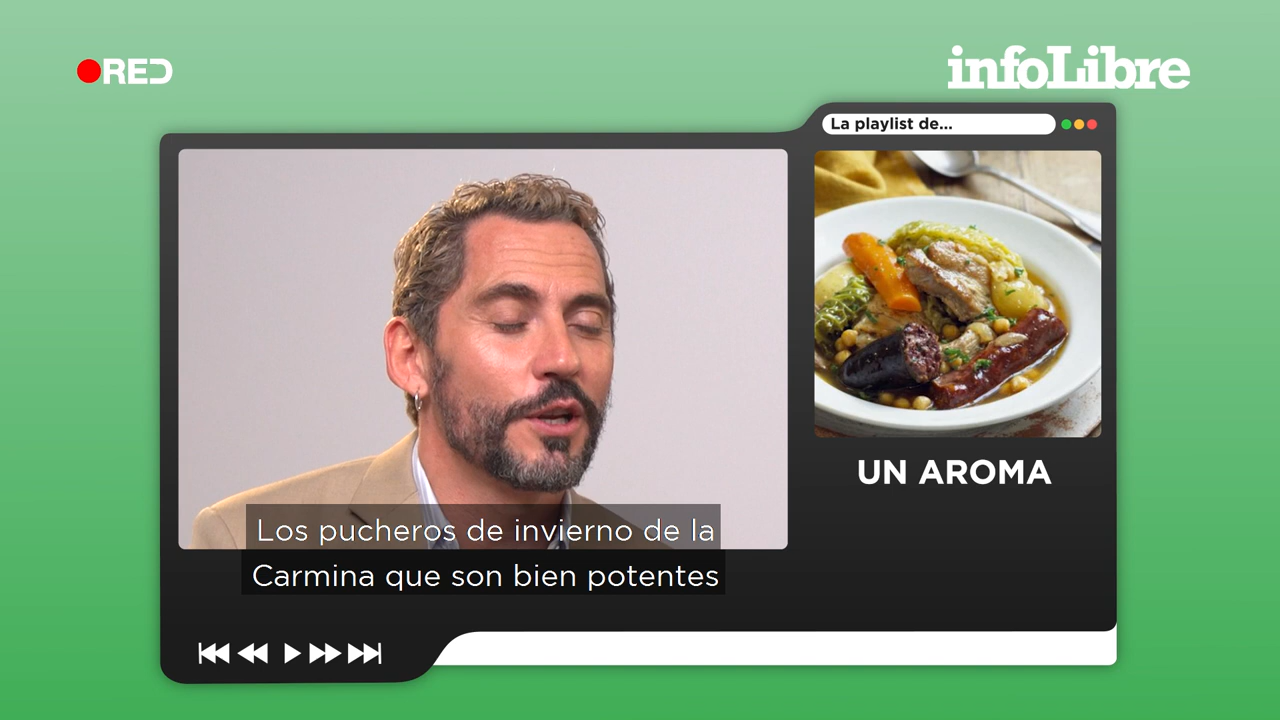 RED
infoLibre
La playlist de...
UN AROMA
Los pucheros de invierno de la
Carmina que son bien potentes